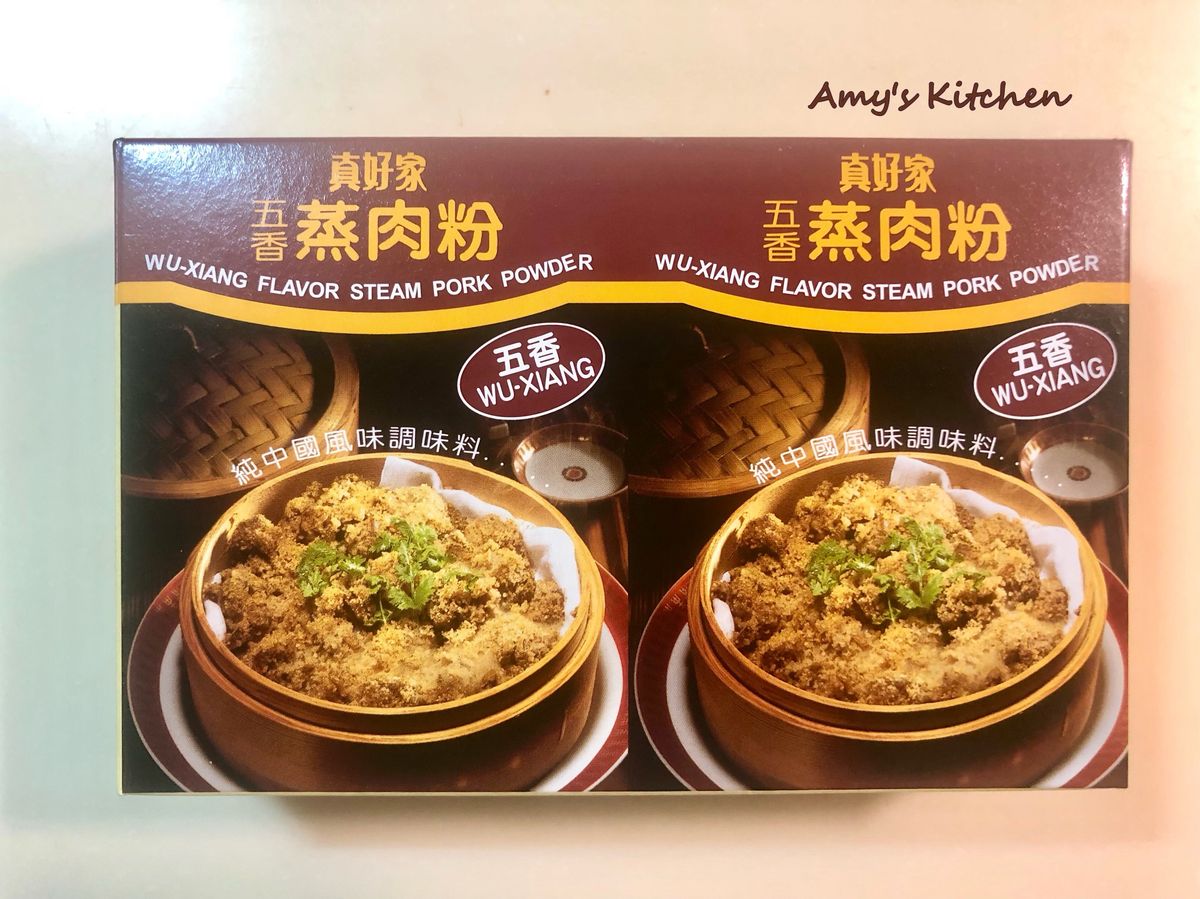 Amy's Kitchen
真好家
五香 蒸肉粉
WU-XIANG FLAVOR STEAM PORK POWDER
五香
WU-XIANG
純中國風味調味料..
真好家
五香 蒸肉粉
WU-XIANG FLAVOR STEAM PORK POWDER
五香
WU-XIANG
純中國風味調味料..